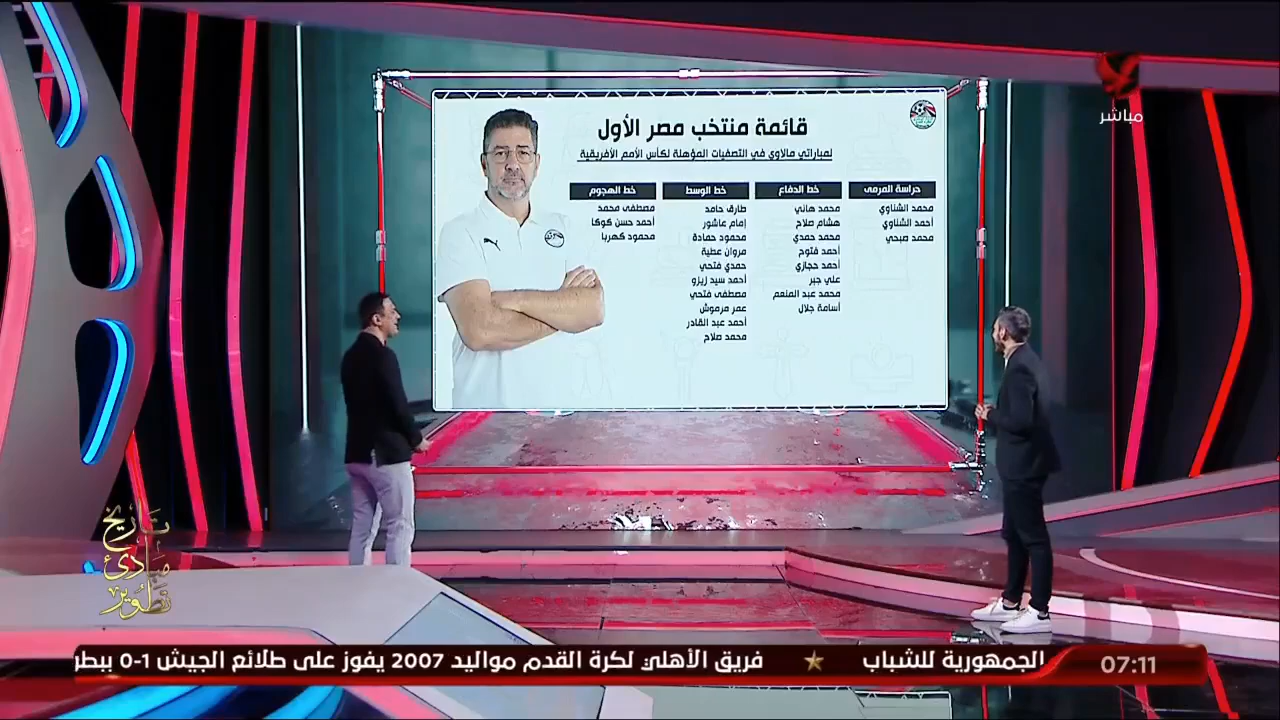 مباشر
قائمة منتخب مصر الأول
لمباراتي مالاوي في التصفيات المؤهلة لكأس الأمم الأفريقية
حراسة المرمى
محمد الشناوي
أحمد الشناوي
محمد صبحي
خط الدفاع
محمد هاني
هشام صلاح
محمد حمدي
أحمد فتوح
أحمد حجازي
علي جبر
محمد عبد المنعم
أسامة جلال
خط الوسط
طارق حامد
إمام عاشور
محمود حمادة
مروان عطية
حمدي فتحي
أحمد سيد زيزو
مصطفى فتحي
عمر مرموش
أحمد عبد القادر
محمد صلاح
خط الهجوم
مصطفى محمد
أحمد حسن كوكا
محمود كهربا
تاريخ
مبادئ
تطوير
07:11
الجمهورية للشباب ★ فريق الأهلي لكرة القدم مواليد 2007 يفوز على طلائع الجيش 1-0 ببطر